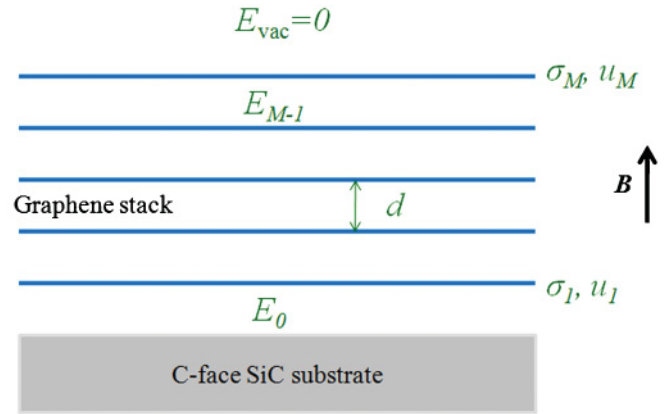 E_vac=0
σ_M, u_M
E_M-1
B
Graphene stack
d
σ_1, u_1
E_0
C-face SiC substrate